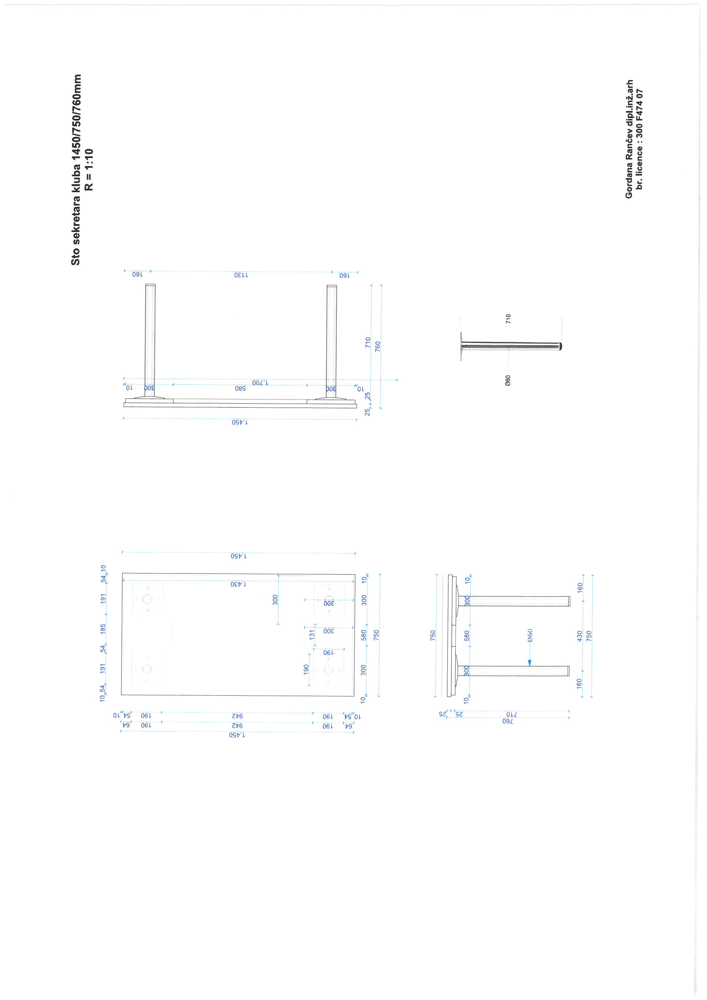 Sto sekretara kluba 1450/750/760mm
R = 1:10
1.450
64 190 942 190 64
10 54 190 942 190 54 10
10 54 191 54 185 191 54 10
1.430
1.450
300
300
300
131
190
190
10 300 580 300 10
750
160 1130 160
710
760
1.700
10 300 580 300 10
25 25
1.450
750
10 300 580 300 10
Ø60
160 430 160
750
25 25 710
760
710
Ø60
Gordana Rančev dipl.inž.arh
br. licence : 300 F474 07